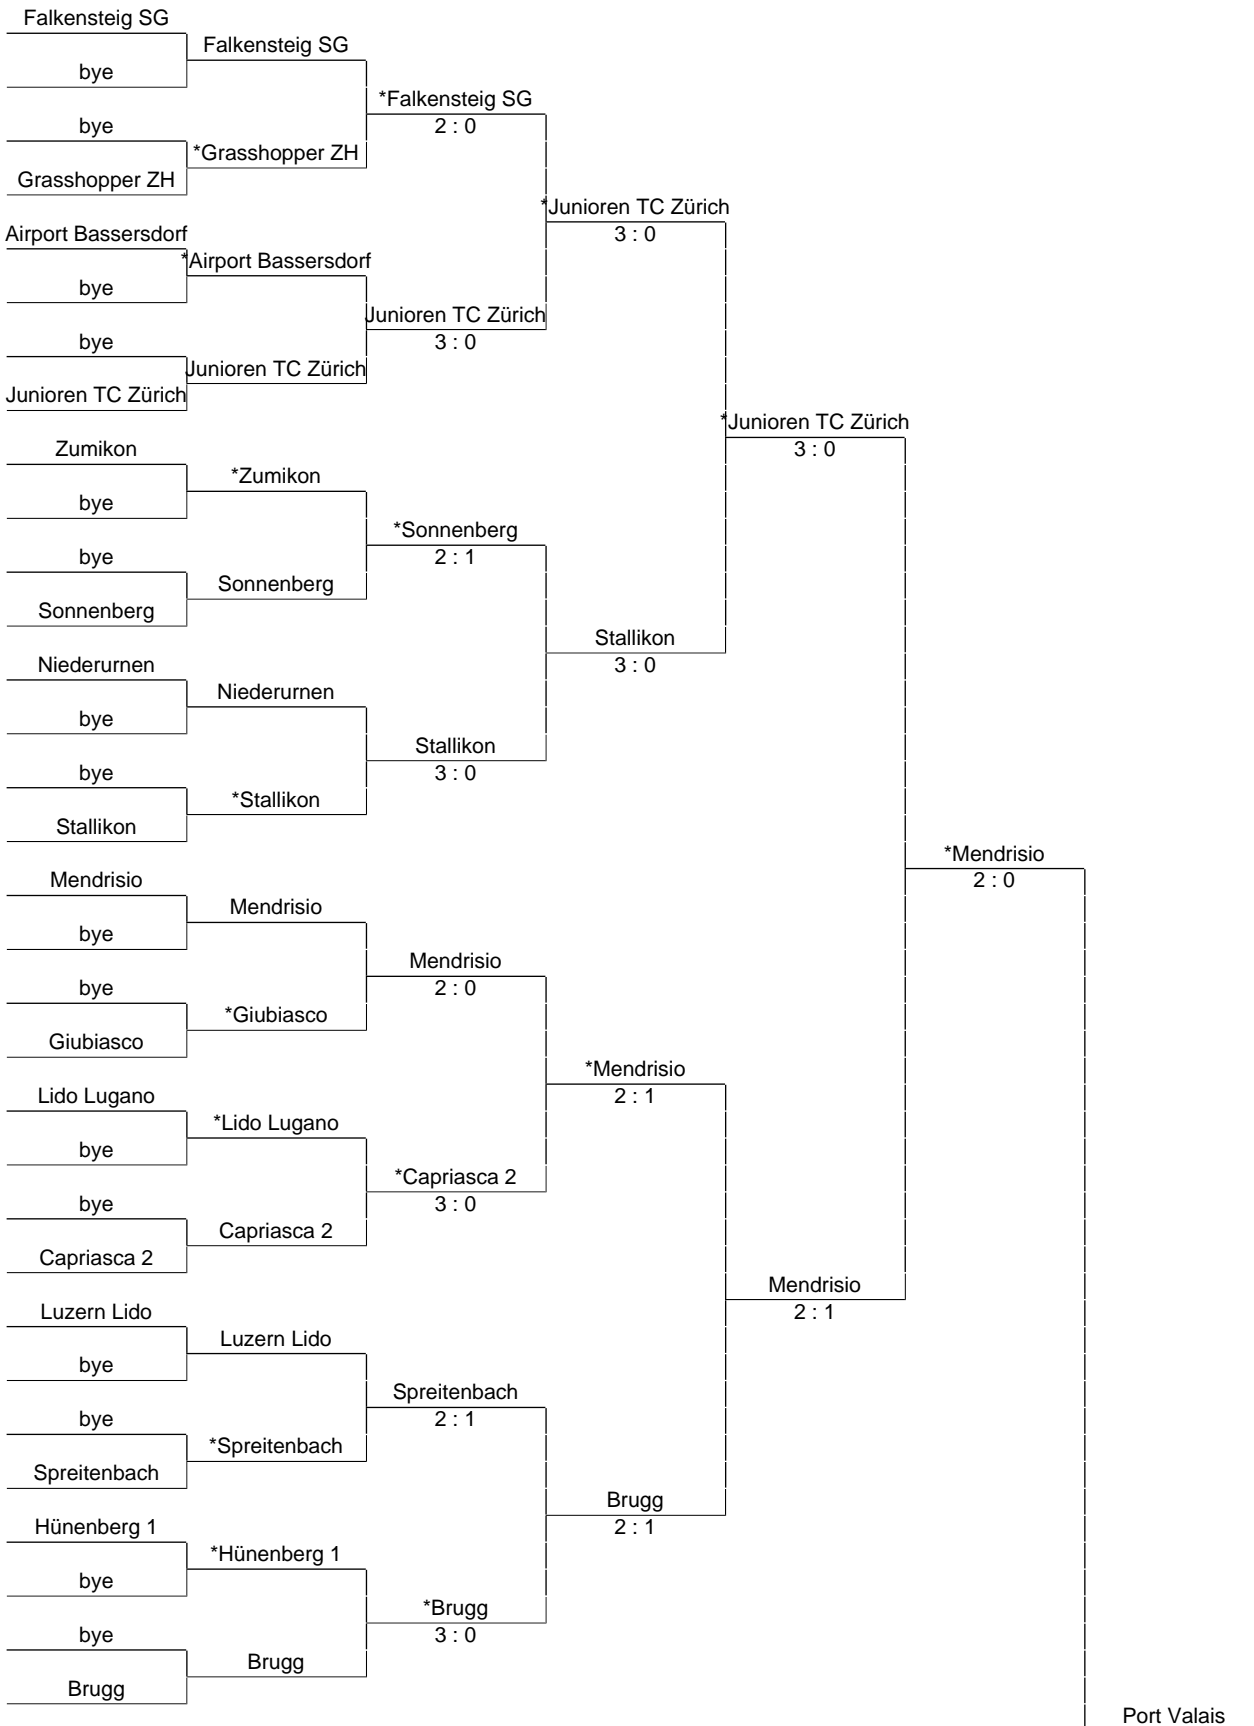 Falkensteig SG
Falkensteig SG
bye
*Falkensteig SG
2 : 0
bye
*Grasshopper ZH
Grasshopper ZH
*Junioren TC Zürich
3 : 0
Airport Bassersdorf
*Airport Bassersdorf
bye
Junioren TC Zürich
3 : 0
bye
Junioren TC Zürich
Junioren TC Zürich
*Junioren TC Zürich
3 : 0
Zumikon
*Zumikon
bye
*Sonnenberg
2 : 1
bye
Sonnenberg
Sonnenberg
Stallikon
3 : 0
Niederurnen
Niederurnen
bye
Stallikon
3 : 0
bye
*Stallikon
Stallikon
*Mendrisio
2 : 0
Mendrisio
Mendrisio
bye
Mendrisio
2 : 0
bye
*Giubiasco
Giubiasco
*Mendrisio
2 : 1
Lido Lugano
*Lido Lugano
bye
*Capriasca 2
3 : 0
bye
Capriasca 2
Capriasca 2
Mendrisio
2 : 1
Luzern Lido
Luzern Lido
bye
Spreitenbach
2 : 1
bye
*Spreitenbach
Spreitenbach
Brugg
2 : 1
Hünenberg 1
*Hünenberg 1
bye
*Brugg
3 : 0
bye
Brugg
Brugg
Port Valais